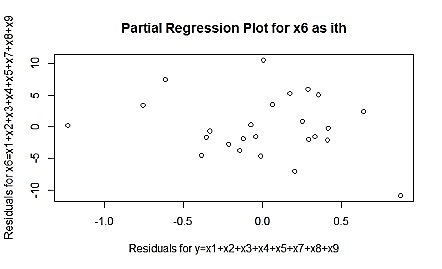 Partial Regression Plot for x6 as ith
Residuals for x6=x1+x2+x3+x4+x5+x7+x8+x9
10
5
0
-5
-10
-1.0 -0.5 0.0 0.5
Residuals for y=x1+x2+x3+x4+x5+x7+x8+x9